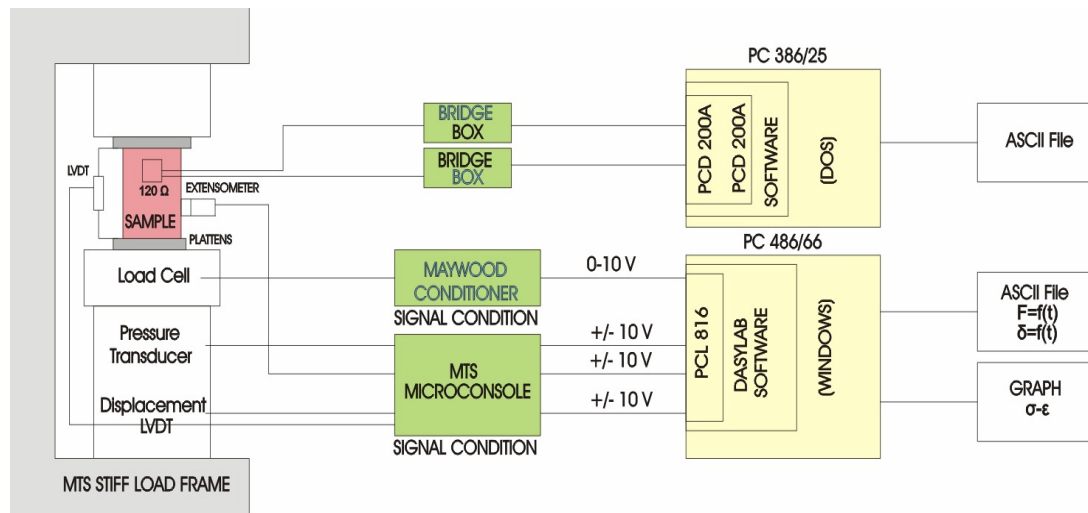 PC 386/25
BRIDGE
BOX
BRIDGE
BOX
PCD 200A
PCD 200A
SOFTWARE
(DOS)
ASCII File
LVDT
120 Ω
EXTENSOMETER
SAMPLE
PLATTENS
PC 486/66
Load Cell
MAYWOOD
CONDITIONER
SIGNAL CONDITION
0-10 V
Pressure
Transducer
+/- 10 V
+/- 10 V
MTS
MICROCONSOLE
Displacement
LVDT
+/- 10 V
SIGNAL CONDITION
PCL 816
DASYLAB
SOFTWARE
(WINDOWS)
ASCII File
F=f(t)
δ=f(t)
GRAPH
σ-ε
MTS STIFF LOAD FRAME